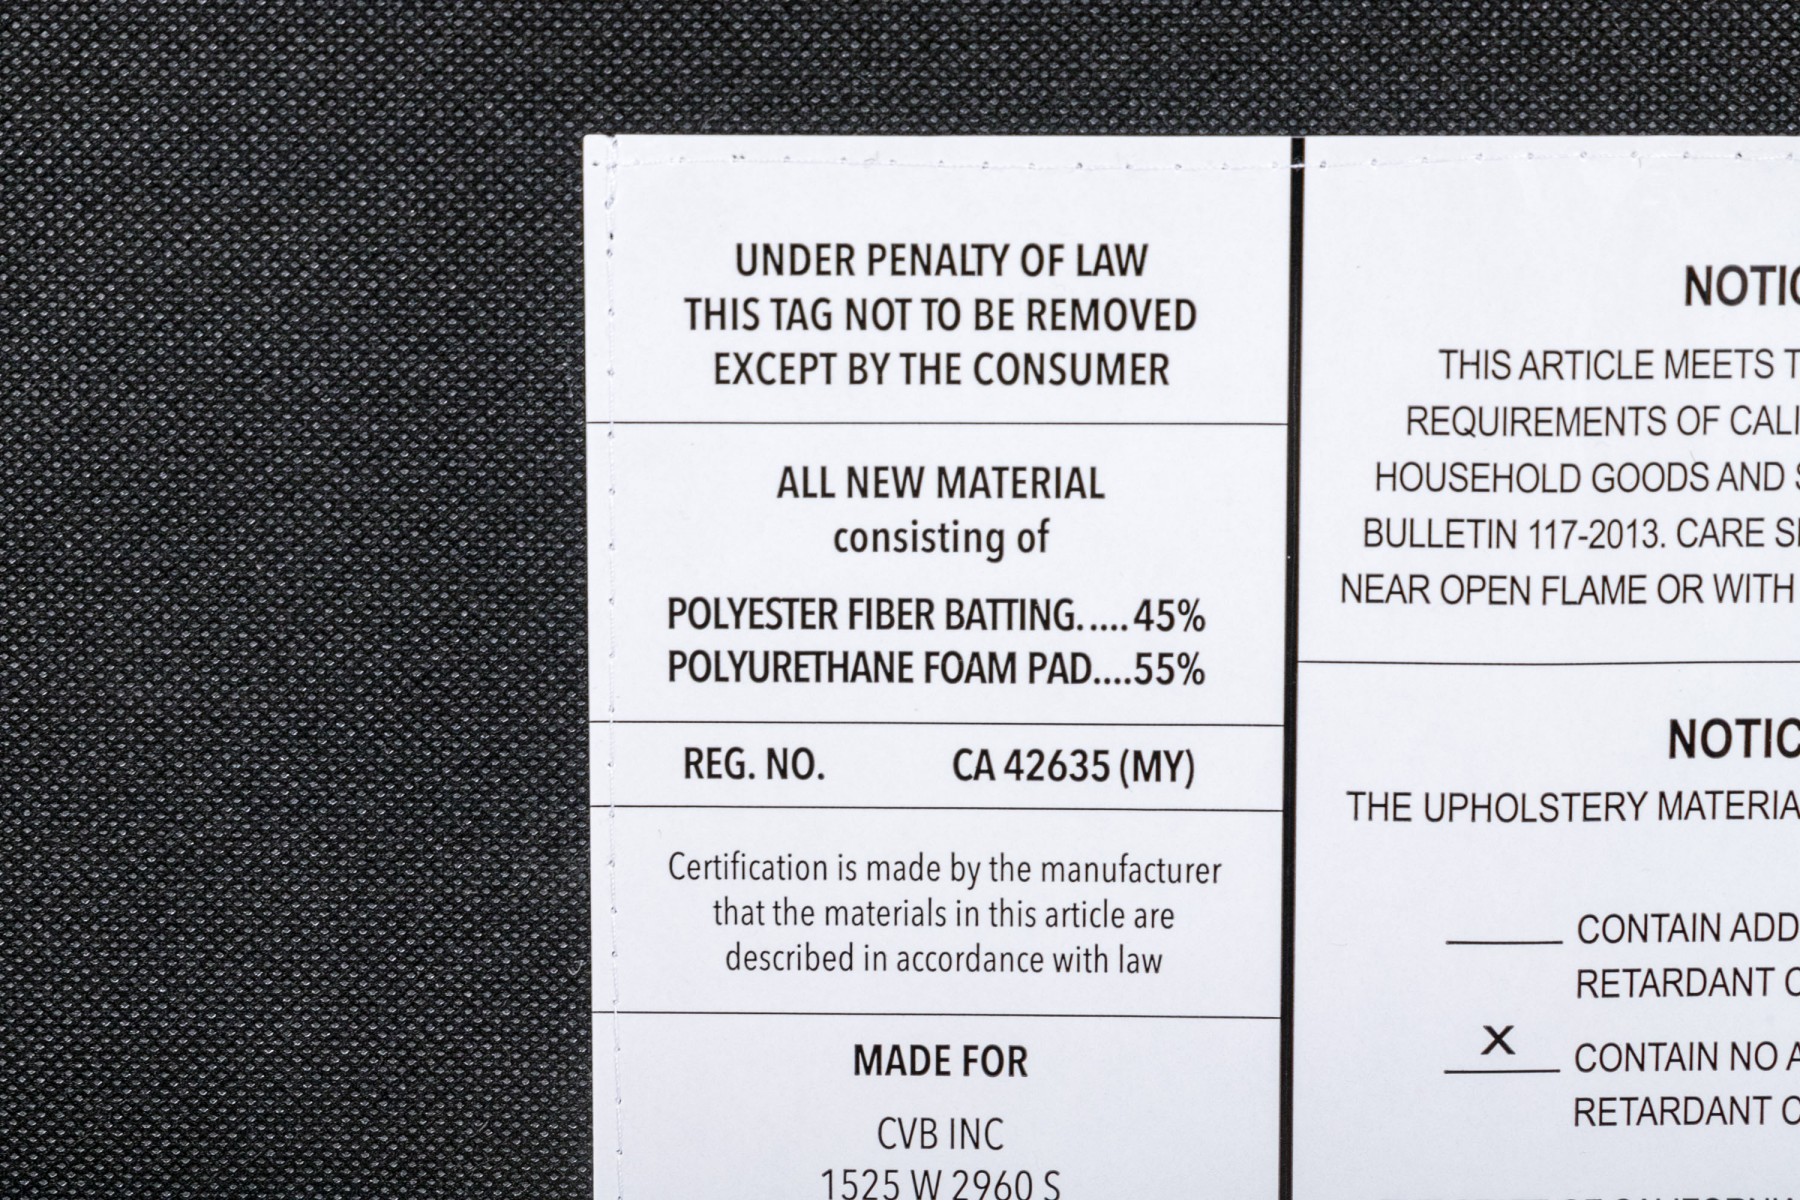 UNDER PENALTY OF LAW
THIS TAG NOT TO BE REMOVED
EXCEPT BY THE CONSUMER
ALL NEW MATERIAL
consisting of
POLYESTER FIBER BATTING.....45%
POLYURETHANE FOAM PAD....55%
REG. NO. CA 42635 (MY)
Certification is made by the manufacturer
that the materials in this article are
described in accordance with law
MADE FOR
CVB INC
1525 W 2960 S
THIS ARTICLE MEETS
REQUIREMENTS OF
HOUSEHOLD GOODS AND
BULLETIN 117-2013. CARE
NEAR OPEN FLAME OR WITH
THE UPHOLSTERY
CONTAIN
RETARDANT
X CONTAIN NO
RETARDANT